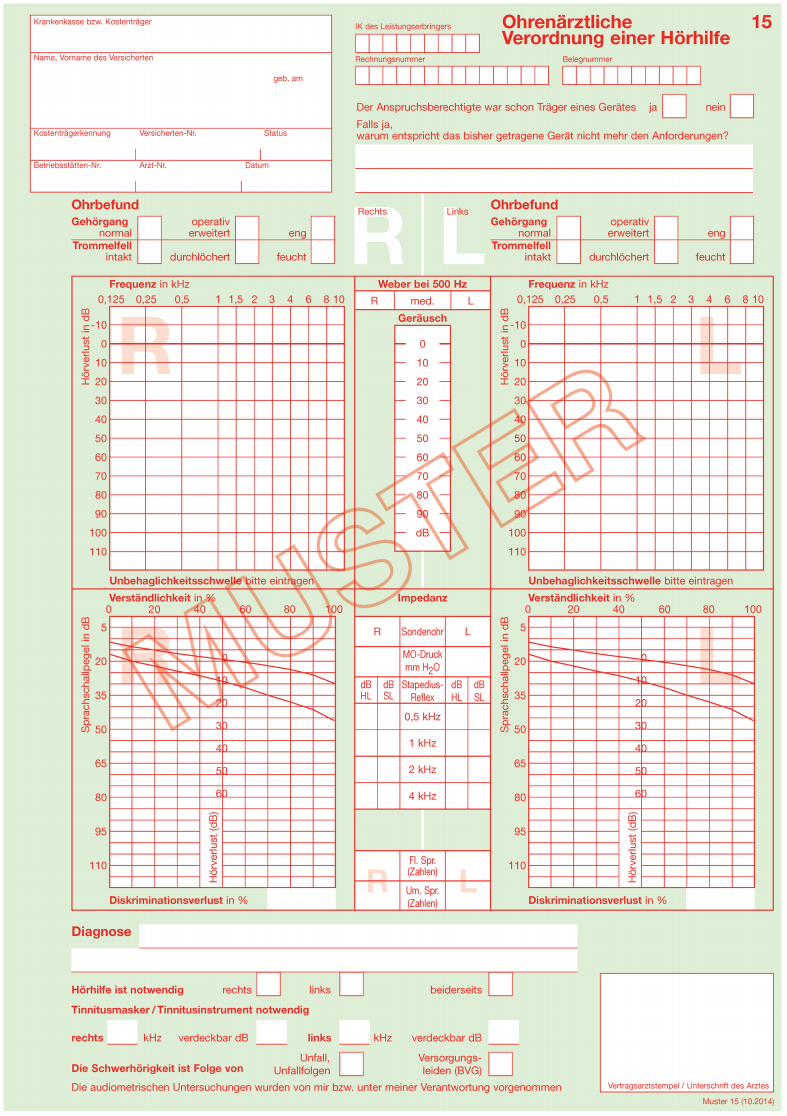 Krankenkasse bzw. Kostenträger
Name, Vorname des Versicherten
geb. am
Kostenträgerkennung Versicherten-Nr. Status
Betriebsstätten-Nr. Arzt-Nr. Datum
IK des Leistungserbringers
Ohrenärztliche 15
Verordnung einer Hörhilfe
Rechnungsnummer Belegnummer
Der Anspruchsberechtigte war schon Träger eines Gerätes ja nein
Falls ja,
warum entspricht das bisher getragene Gerät nicht mehr den Anforderungen?
Ohrbefund
Gehörgang operativ
normal erweitert eng
Trommelfell
intakt durchlöchert feucht
Rechts Links
R L
Ohrbefund
Gehörgang operativ
normal erweitert eng
Trommelfell
intakt durchlöchert feucht
Frequenz in kHz
0,125 0,25 0,5 1 1,5 2 3 4 6 8 10
Hörverlust in dB
R
-10
0
10
20
30
40
50
60
70
80
90
100
110
Unbehaglichkeitsschwelle bitte eintragen
Weber bei 500 Hz
R med. L
Geräusch
0
10
20
30
40
50
60
70
80
90
dB
Frequenz in kHz
0,125 0,25 0,5 1 1,5 2 3 4 6 8 10
Hörverlust in dB
L
-10
0
10
20
30
40
50
60
70
80
90
100
110
Unbehaglichkeitsschwelle bitte eintragen
MUSTER
Verständlichkeit in %
0 20 40 60 80 100
Sprachschallpegel in dB
R
5
20
35
50
65
80
95
110
0
10
20
30
40
50
60
Hörverlust (dB)
Diskriminationsverlust in %
Impedanz
R Sondenohr L
MO-Druck
mm H2O
dB dB Stapedius- dB dB
HL SL Reflex HL SL
0,5 kHz
1 kHz
2 kHz
4 kHz
Fl. Spr.
(Zahlen)
R L
Um. Spr.
(Zahlen)
Verständlichkeit in %
0 20 40 60 80 100
Sprachschallpegel in dB
L
5
20
35
50
65
80
95
110
0
10
20
30
40
50
60
Hörverlust (dB)
Diskriminationsverlust in %
Diagnose
Hörhilfe ist notwendig rechts links beiderseits
Tinnitusmasker / Tinnitusinstrument notwendig
rechts kHz verdeckbar dB links kHz verdeckbar dB
Die Schwerhörigkeit ist Folge von Unfall, Unfallfolgen Versorgungs- leiden (BVG)
Die audiometrischen Untersuchungen wurden von mir bzw. unter meiner Verantwortung vorgenommen
Vertragsarztstempel / Unterschrift des Arztes
Muster 15 (10.2014)